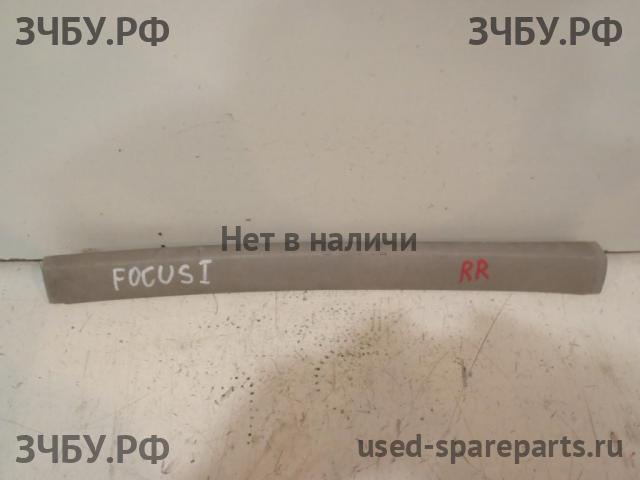 ЗЧБУ.РФ ЗЧБУ.РФ
Нет в наличи
FOCUS I RR
ЗЧБУ.РФ used-spareparts.ru